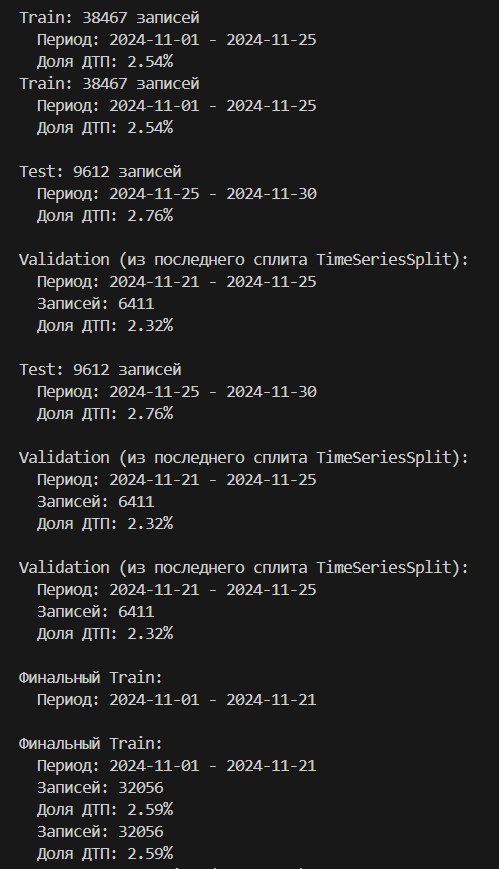 Train: 38467 записей
Период: 2024-11-01 - 2024-11-25
Доля ДТП: 2.54%
Train: 38467 записей
Период: 2024-11-01 - 2024-11-25
Доля ДТП: 2.54%
Test: 9612 записей
Период: 2024-11-25 - 2024-11-30
Доля ДТП: 2.76%
Validation (из последнего сплита TimeSeriesSplit):
Период: 2024-11-21 - 2024-11-25
Записей: 6411
Доля ДТП: 2.32%
Test: 9612 записей
Период: 2024-11-25 - 2024-11-30
Доля ДТП: 2.76%
Validation (из последнего сплита TimeSeriesSplit):
Период: 2024-11-21 - 2024-11-25
Записей: 6411
Доля ДТП: 2.32%
Validation (из последнего сплита TimeSeriesSplit):
Период: 2024-11-21 - 2024-11-25
Записей: 6411
Доля ДТП: 2.32%
Финальный Train:
Период: 2024-11-01 - 2024-11-21
Финальный Train:
Период: 2024-11-01 - 2024-11-21
Записей: 32056
Доля ДТП: 2.59%
Записей: 32056
Доля ДТП: 2.59%